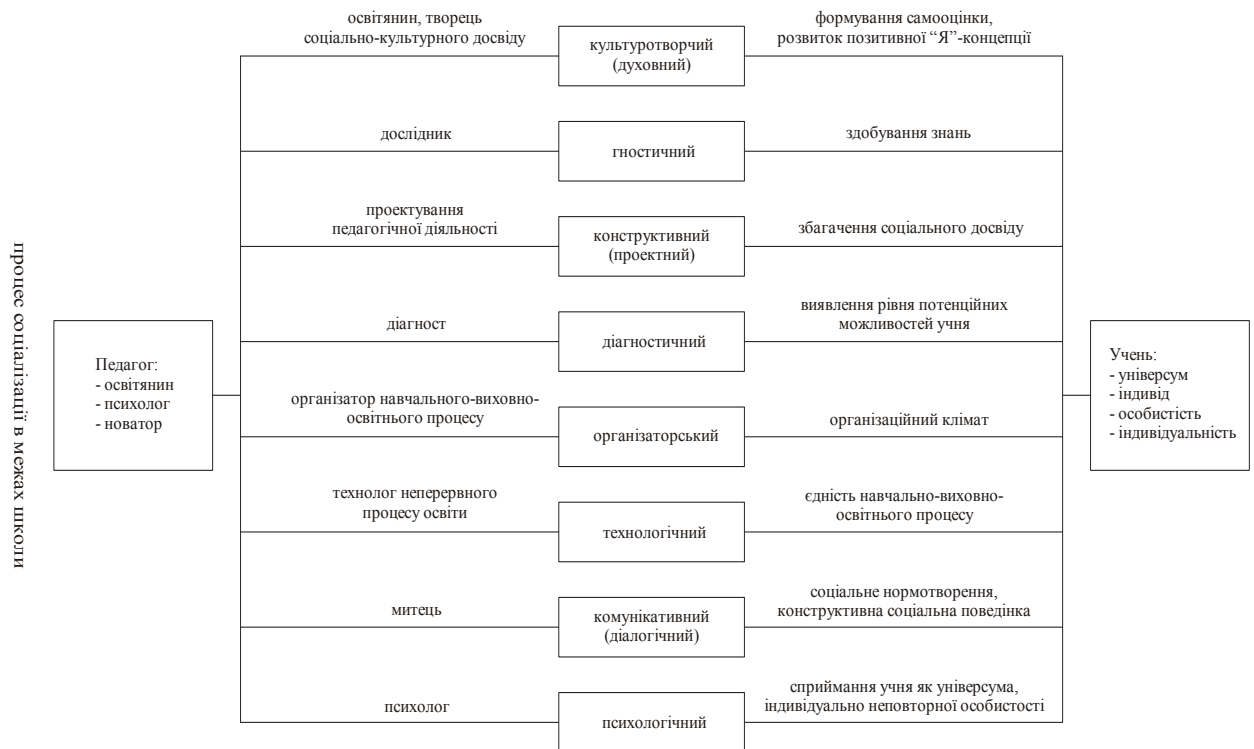 процес соціалізації в межах школи
Педагог:
- освітянин
- психолог
- новатор
освітянин, творець
соціально-культурного досвіду
культуротворчий
(духовний)
формування самооцінки,
розвиток позитивної “Я”-концепції
дослідник
гностичний
здобування знань
проектування
педагогічної діяльності
конструктивний
(проектний)
збагачення соціального досвіду
діагност
діагностичний
виявлення рівня потенційних
можливостей учня
організатор навчального-виховно-
освітнього процесу
організаторський
організаційний клімат
технолог неперервного
процесу освіти
технологічний
єдність навчально-виховно-
освітнього процесу
митець
комунікативний
(діалогічний)
соціальне нормотворення,
конструктивна соціальна поведінка
психолог
психологічний
сприймання учня як універсума,
індивідуально неповторної особистості
Учень:
- універсум
- індивід
- особистість
- індивідуальність